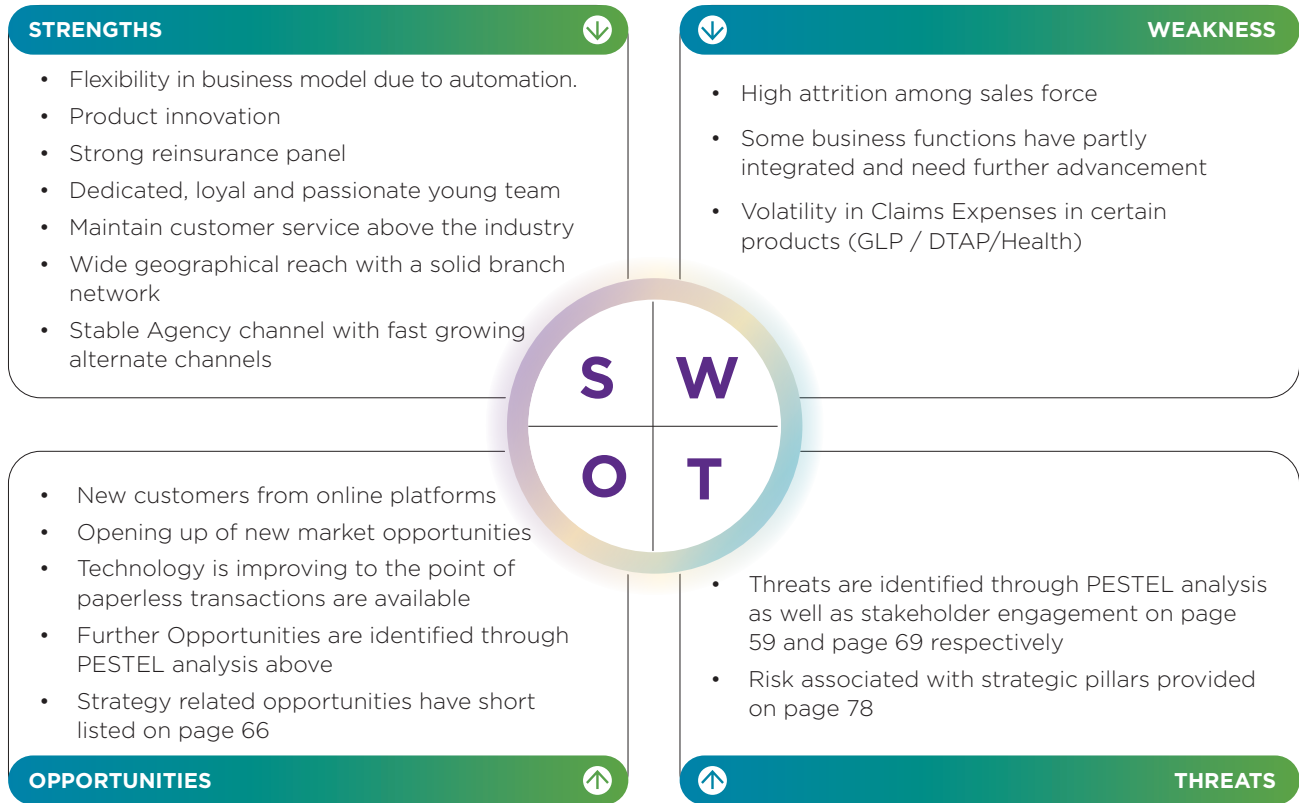 STRENGTHS
• Flexibility in business model due to automation.
• Product innovation
• Strong reinsurance panel
• Dedicated, loyal and passionate young team
• Maintain customer service above the industry
• Wide geographical reach with a solid branch
network
• Stable Agency channel with fast growing
alternate channels
WEAKNESS
• High attrition among sales force
• Some business functions have partly
integrated and need further advancement
• Volatility in Claims Expenses in certain
products (GLP / DTAP/Health)
S W
O T
• New customers from online platforms
• Opening up of new market opportunities
• Technology is improving to the point of
paperless transactions are available
• Further Opportunities are identified through
PESTEL analysis above
• Strategy related opportunities have short
listed on page 66
OPPORTUNITIES
• Threats are identified through PESTEL analysis
as well as stakeholder engagement on page
59 and page 69 respectively
• Risk associated with strategic pillars provided
on page 78
THREATS